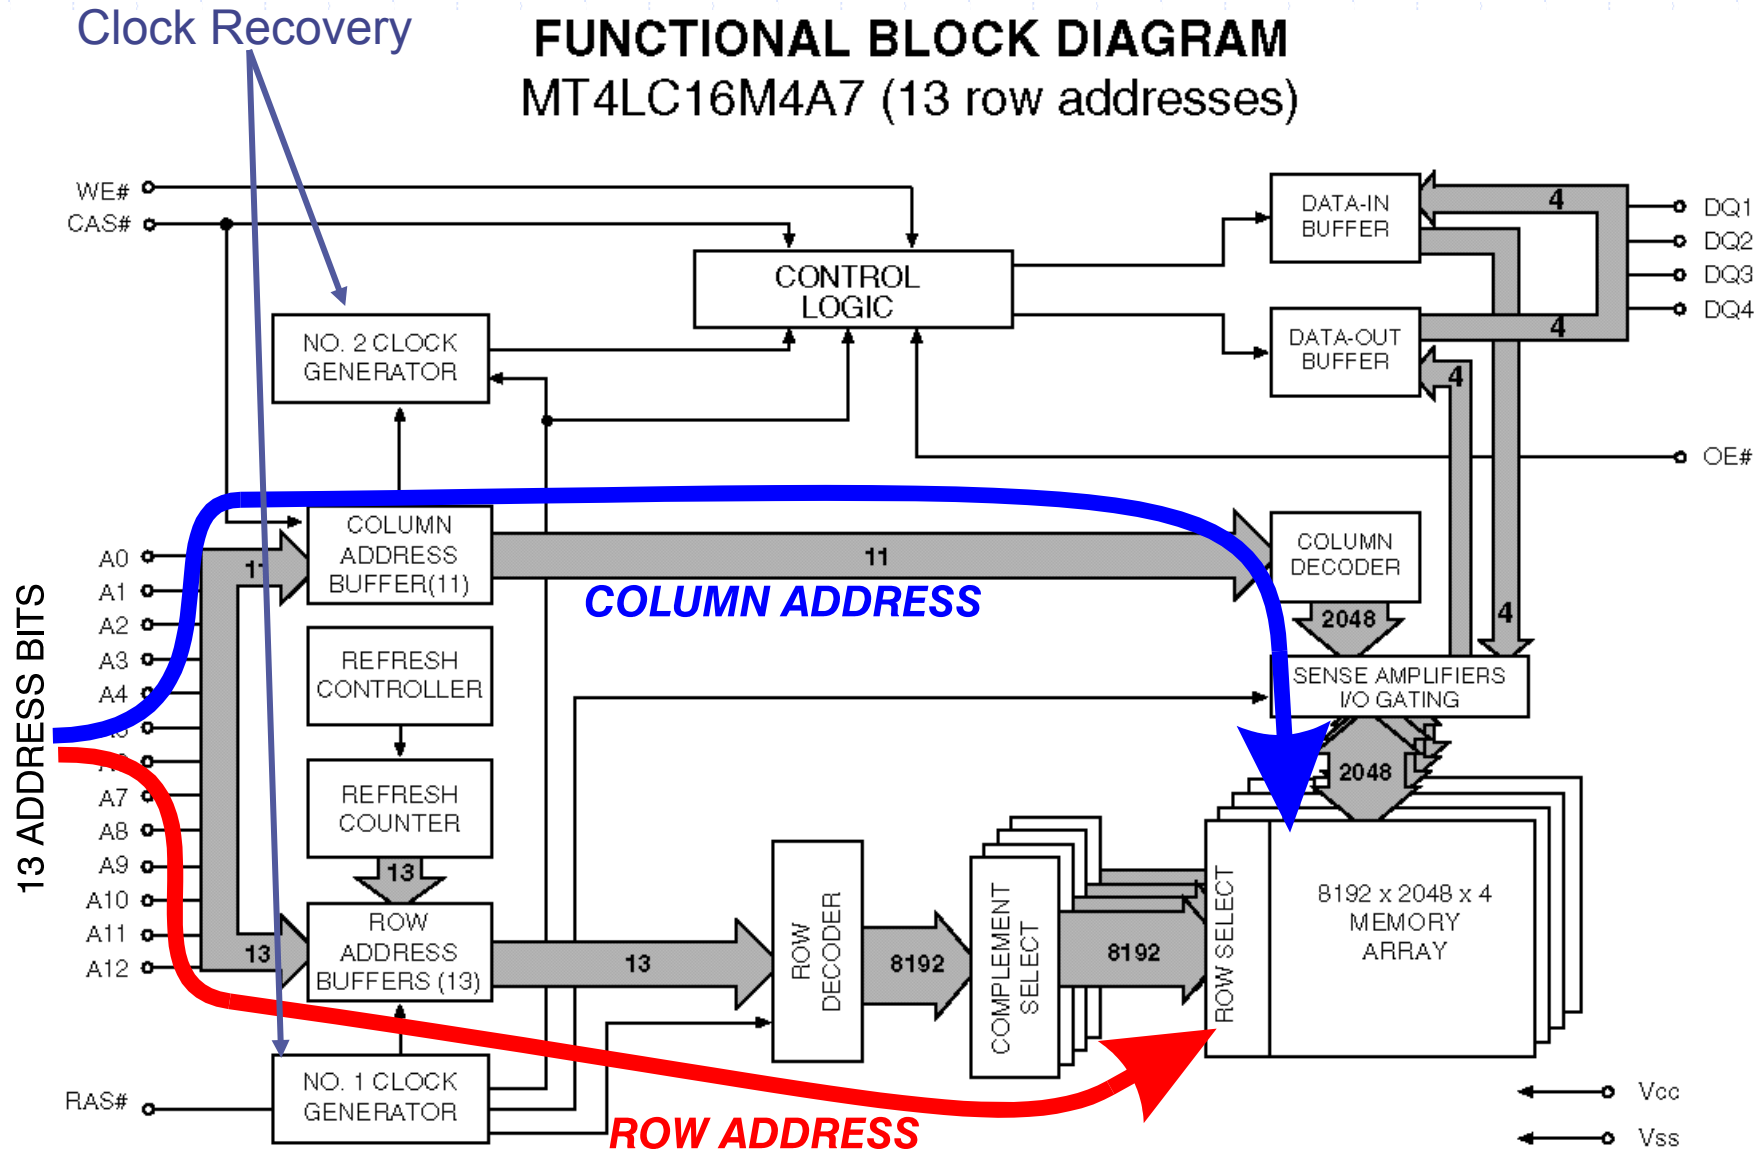 Clock Recovery
FUNCTIONAL BLOCK DIAGRAM
MT4LC16M4A7 (13 row addresses)
WE#
CAS#
CONTROL
LOGIC
DATA-IN
BUFFER
4
DQ1
DQ2
DQ3
DQ4
NO. 2 CLOCK
GENERATOR
DATA-OUT
BUFFER
4
4
OE#
13 ADDRESS BITS
A0
A1
A2
A3
A4
A7
A8
A9
A10
A11
A12
11
COLUMN
ADDRESS
BUFFER(11)
11
COLUMN ADDRESS
COLUMN
DECODER
2048
4
REFRESH
CONTROLLER
SENSE AMPLIFIERS
I/O GATING
2048
REFRESH
COUNTER
13
13
ROW
ADDRESS
BUFFERS (13)
13
ROW
DECODER
8192
COMPLEMENT
SELECT
8192
ROW SELECT
8192 x 2048 x 4
MEMORY
ARRAY
RAS#
NO. 1 CLOCK
GENERATOR
ROW ADDRESS
Vcc
Vss